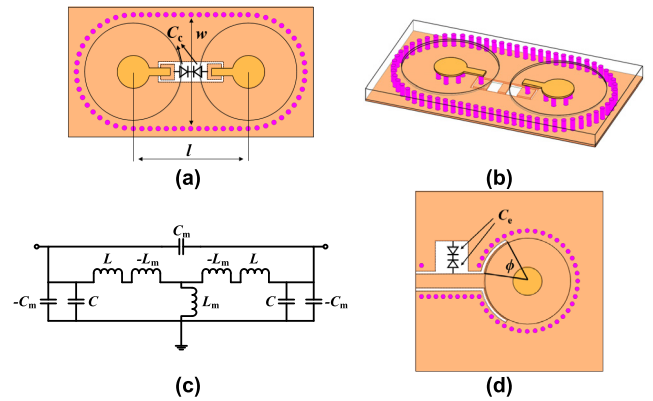 C_c
w
l
(a)
(b)
C_m
L -L_m -L_m L
-C_m C L_m C -C_m
(c)
C_e
ϕ
(d)